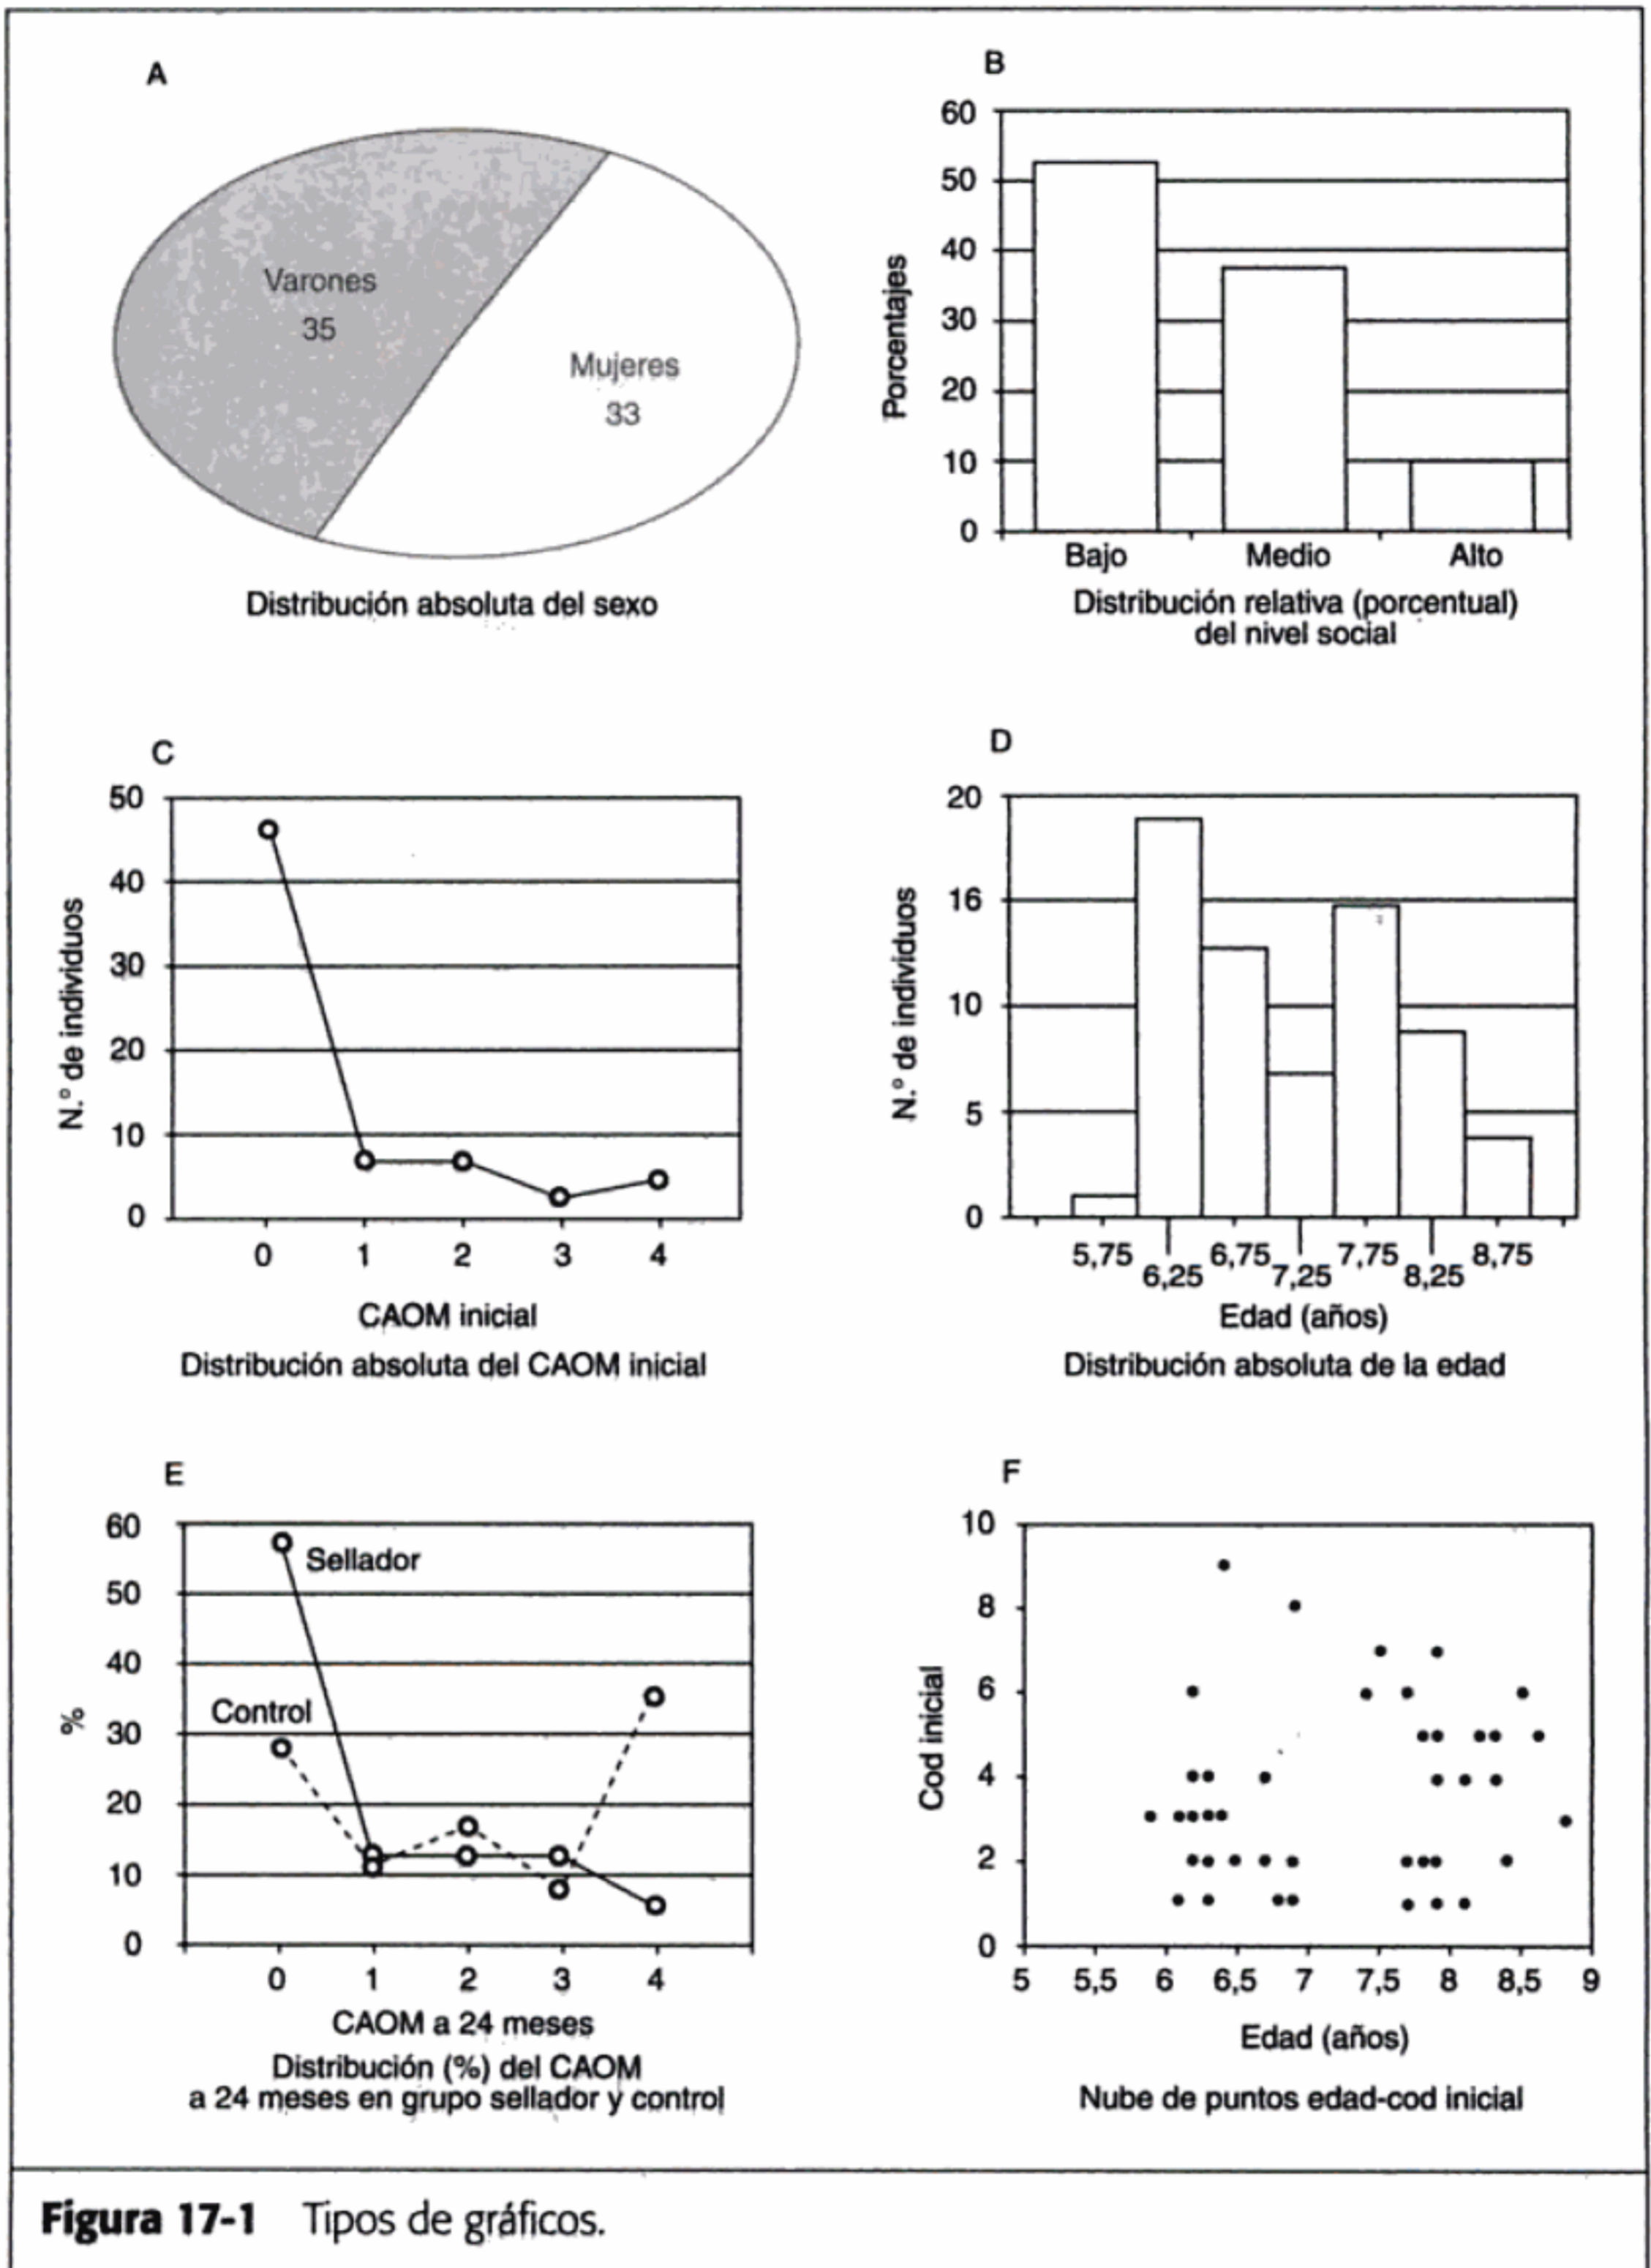 A
Varones
35
Mujeres
33
Distribución absoluta del sexo
B
60
50
40
30
20
10
0
Porcentajes
Bajo Medio Alto
Distribución relativa (porcentual)
del nivel social
C
50
40
30
20
10
0
N.º de individuos
0 1 2 3 4
CAOM inicial
Distribución absoluta del CAOM inicial
D
20
16
10
5
0
N.º de individuos
5,75 6,75 7,75 8,75
6,25 7,25 8,25
Edad (años)
Distribución absoluta de la edad
E
60
50
40
30
20
10
0
%
Sellador
Control
0 1 2 3 4
CAOM a 24 meses
Distribución (%) del CAOM
a 24 meses en grupo sellador y control
F
10
8
6
4
2
0
Cod inicial
5 5,5 6 6,5 7 7,5 8 8,5 9
Edad (años)
Nube de puntos edad-cod inicial
Figura 17-1 Tipos de gráficos.